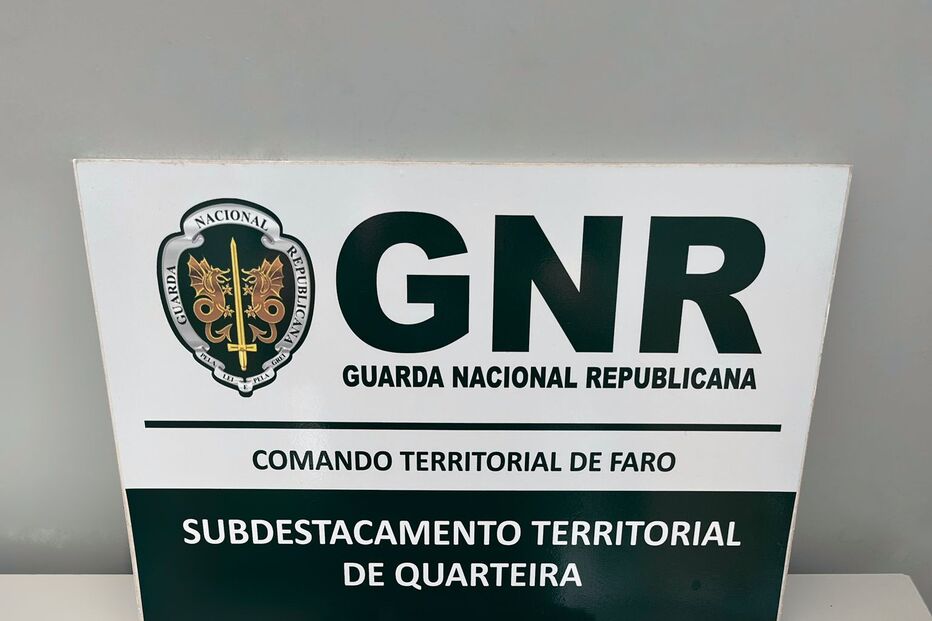 GUARDA NACIONAL REPUBLICANA
PELA LEI E PELA GREI
GNR
GUARDA NACIONAL REPUBLICANA
COMANDO TERRITORIAL DE FARO
SUBDESTACAMENTO TERRITORIAL
DE QUARTEIRA